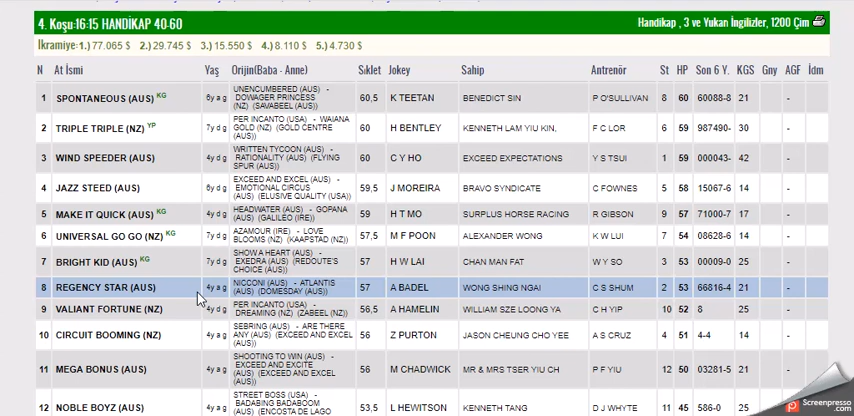 4. Koşu:16:15 HANDİKAP 40-60
Handikap , 3 ve Yukarı İngilizler, 1200 Çim
İkramiye:1.) 77.065 $ 2.) 29.745 $ 3.) 15.550 $ 4.) 8.110 $ 5.) 4.730 $
N At İsmi Yaş Orijin(Baba - Anne) Sıklet Jokey Sahip Antrenör St HP Son 6 Y. KGS Gny AGF İdm
1 SPONTANEOUS (AUS) KG 6y a g UNENCUMBERED (AUS) - DOWAGER PRINCESS (NZ) (SAVABEEL (AUS)) 60,5 K TEETAN BENEDICT SIN P O'SULLIVAN 8 60 60088-8 21 -
2 TRIPLE TRIPLE (NZ) YP 7y d g PER INCANTO (USA) - WAIANA GOLD (NZ) (GOLD CENTRE (AUS)) 60 H BENTLEY KENNETH LAM YIU KIN, F C LOR 6 59 987490- 30 -
3 WIND SPEEDER (AUS) 4y d g WRITTEN TYCOON (AUS) - RATIONALITY (AUS) (FLYING SPUR (AUS)) 60 C Y HO EXCEED EXPECTATIONS Y S TSUI 1 59 000043- 42 -
4 JAZZ STEED (AUS) 6y d g EXCEED AND EXCEL (AUS) - EMOTIONAL CIRCUS (AUS) (ELUSIVE QUALITY (USA)) 59,5 J MOREIRA BRAVO SYNDICATE C FOWNES 5 58 15067-6 14 -
5 MAKE IT QUICK (AUS) KG 4y d g HEADWATER (AUS) - GOPANA (AUS) (GALILEO (IRE)) 59 H T MO SURPLUS HORSE RACING R GIBSON 9 57 71000-7 17 -
6 UNIVERSAL GO GO (NZ) KG 7y d g AZAMOUR (IRE) - LOVE BLOOMS (NZ) (KAAPSTAD (NZ)) 57,5 M F POON ALEXANDER WONG K W LUI 7 54 08628-6 14 -
7 BRIGHT KID (AUS) KG 7y d g SHOW A HEART (AUS) - EXEDRA (AUS) (REDOUTE'S CHOICE (AUS)) 57 H W LAI CHAN MAN FAT W Y SO 3 53 00009-0 25 -
8 REGENCY STAR (AUS) 4y a g NICCONI (AUS) - ATLANTIS (AUS) (DOMESDAY (AUS)) 57 A BADEL WONG SHING NGAI C S SHUM 2 53 66816-4 21 -
9 VALIANT FORTUNE (NZ) 4y d g PER INCANTO (USA) - DREAMING (NZ) (ZABEEL (NZ)) 56,5 A HAMELIN WILLIAM SZE LOONG YA C H YIP 10 52 8 25 -
10 CIRCUIT BOOMING (NZ) 4y a g SEBRING (AUS) - ARE THERE ANY (AUS) (EXCEED AND EXCEL (AUS)) 56 Z PURTON JASON CHEUNG CHO YEE A S CRUZ 4 51 4-4 14 -
11 MEGA BONUS (AUS) 4y a g SHOOTING TO WIN (AUS) - EXCEED AND EXCITE (AUS) (EXCEED AND EXCEL (AUS)) 56 M CHADWICK MR & MRS TSER YIU CH P F YIU 12 50 03281-5 21 -
12 NOBLE BOYZ (AUS) 4y a g STREET BOSS (USA) - BADABING BADABOOM (AUS) (ENCOSTA DE LAGO 53,5 L HEWITSON KENNETH TANG D J WHYTE 11 45 586-0 25 -
Screenpresso
.com